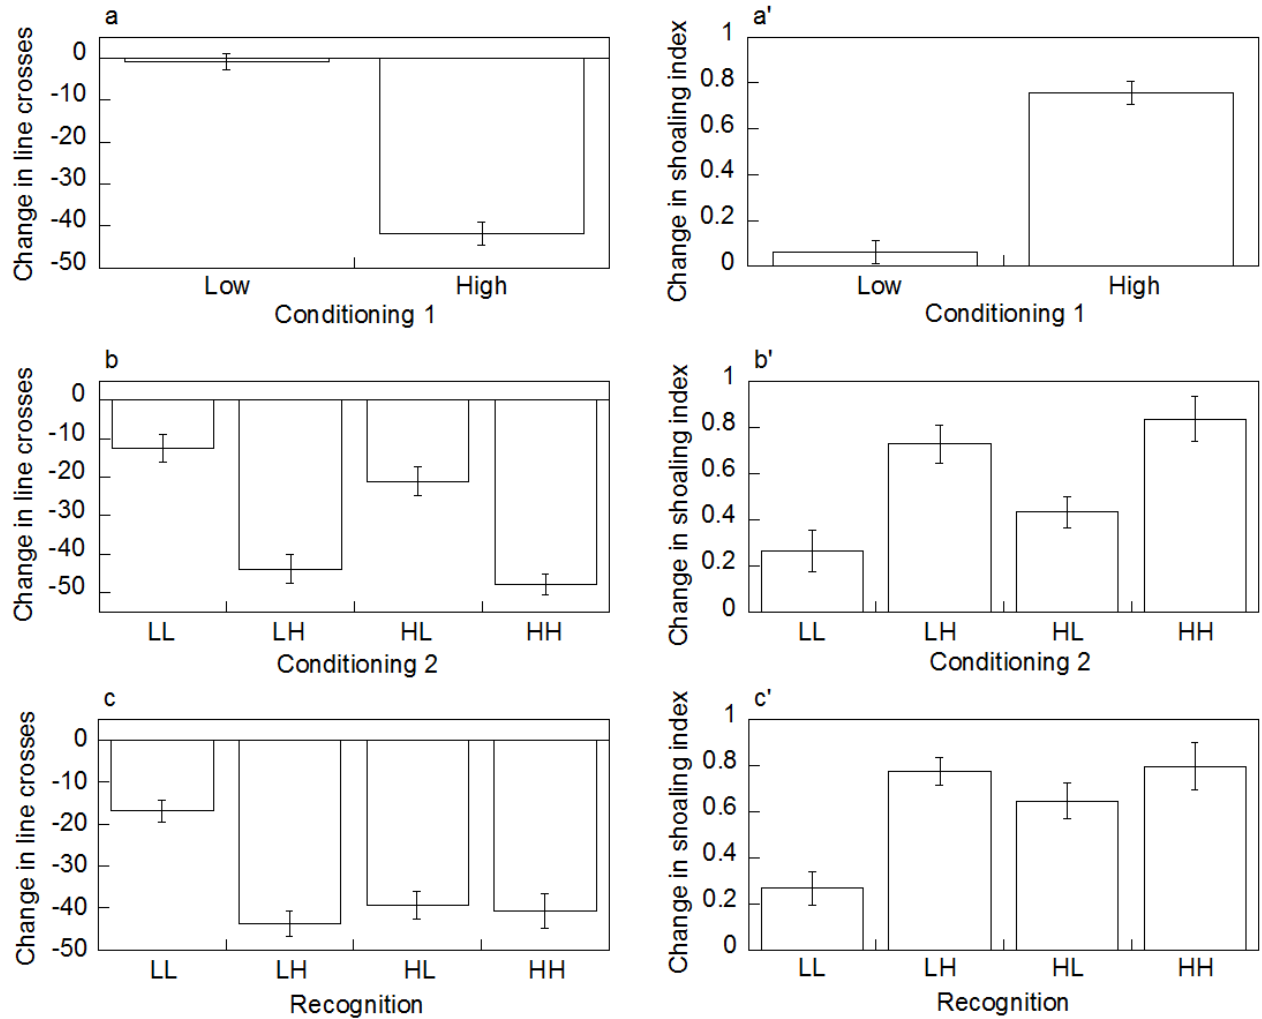 a
Change in line crosses
0
-10
-20
-30
-40
-50
Low High
Conditioning 1
a'
Change in shoaling index
1
0.8
0.6
0.4
0.2
0
Low High
Conditioning 1
b
Change in line crosses
0
-10
-20
-30
-40
-50
LL LH HL HH
Conditioning 2
b'
Change in shoaling index
1
0.8
0.6
0.4
0.2
0
LL LH HL HH
Conditioning 2
c
Change in line crosses
0
-10
-20
-30
-40
-50
LL LH HL HH
Recognition
c'
Change in shoaling index
1
0.8
0.6
0.4
0.2
0
LL LH HL HH
Recognition